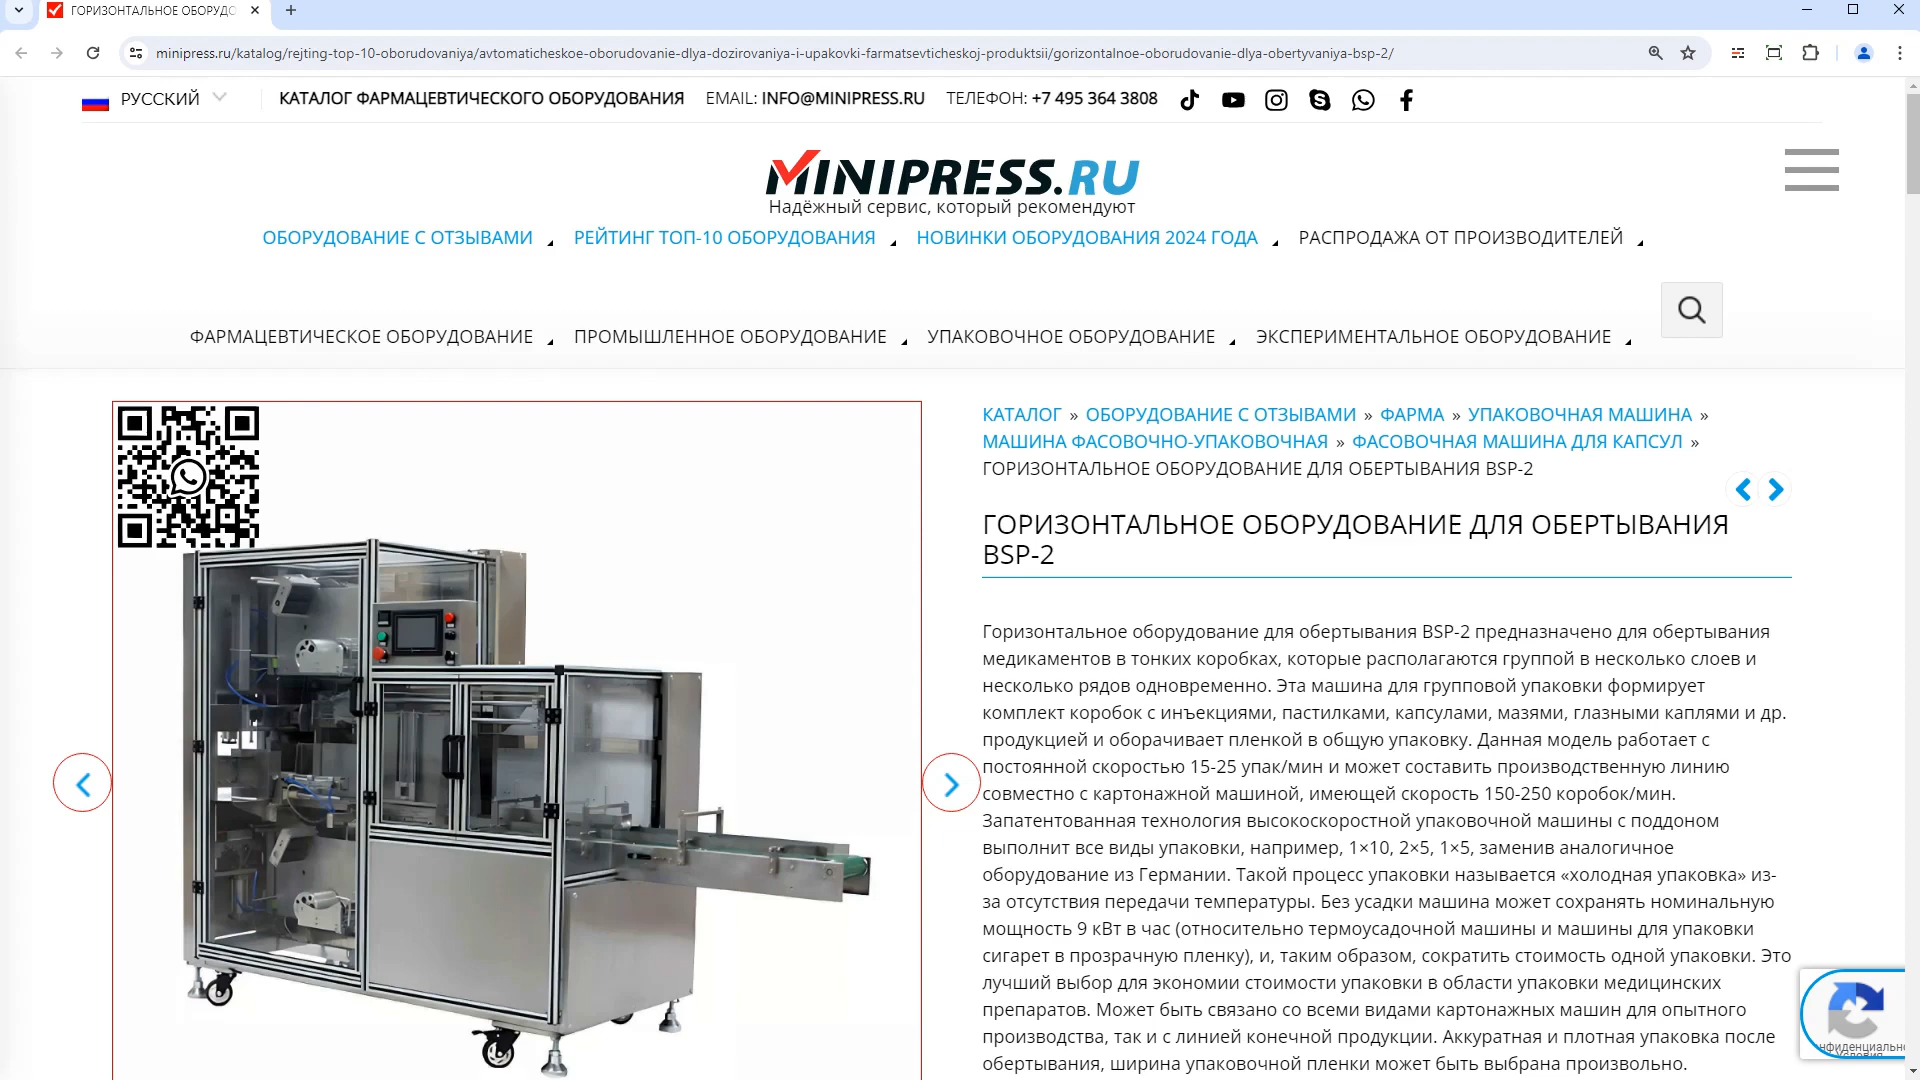 ГОРИЗОНТАЛЬНОЕ ОБОРУДО
minipress.ru/katalog/rejting-top-10-oborudovaniya/avtomaticheskoe-oborudovanie-dlya-dozirovaniya-i-upakovki-farmatsevticheskoj-produktsii/gorizontalnoe-oborudovanie-dlya-obertyvaniya-bsp-2/
РУССКИЙ КАТАЛОГ ФАРМАЦЕВТИЧЕСКОГО ОБОРУДОВАНИЯ EMAIL: INFO@MINIPRESS.RU ТЕЛЕФОН: +7 495 364 3808
MINIPRESS.RU
Надёжный сервис, который рекомендуют
ОБОРУДОВАНИЕ С ОТЗЫВАМИ РЕЙТИНГ ТОП-10 ОБОРУДОВАНИЯ НОВИНКИ ОБОРУДОВАНИЯ 2024 ГОДА РАСПРОДАЖА ОТ ПРОИЗВОДИТЕЛЕЙ
ФАРМАЦЕВТИЧЕСКОЕ ОБОРУДОВАНИЕ ПРОМЫШЛЕННОЕ ОБОРУДОВАНИЕ УПАКОВОЧНОЕ ОБОРУДОВАНИЕ ЭКСПЕРИМЕНТАЛЬНОЕ ОБОРУДОВАНИЕ
КАТАЛОГ » ОБОРУДОВАНИЕ С ОТЗЫВАМИ » ФАРМА » УПАКОВОЧНАЯ МАШИНА »
МАШИНА ФАСОВОЧНО-УПАКОВОЧНАЯ » ФАСОВОЧНАЯ МАШИНА ДЛЯ КАПСУЛ »
ГОРИЗОНТАЛЬНОЕ ОБОРУДОВАНИЕ ДЛЯ ОБЕРТЫВАНИЯ BSP-2
ГОРИЗОНТАЛЬНОЕ ОБОРУДОВАНИЕ ДЛЯ ОБЕРТЫВАНИЯ
BSP-2
Горизонтальное оборудование для обертывания BSP-2 предназначено для обертывания
медикаментов в тонких коробках, которые располагаются группой в несколько слоев и
несколько рядов одновременно. Эта машина для групповой упаковки формирует
комплект коробок с инъекциями, пастилками, капсулами, мазями, глазными каплями и др.
продукцией и оборачивает пленкой в общую упаковку. Данная модель работает с
постоянной скоростью 15-25 упак/мин и может составить производственную линию
совместно с картонажной машиной, имеющей скорость 150-250 коробок/мин.
Запатентованная технология высокоскоростной упаковочной машины с поддоном
выполнит все виды упаковки, например, 1×10, 2×5, 1×5, заменив аналогичное
оборудование из Германии. Такой процесс упаковки называется «холодная упаковка» из-
за отсутствия передачи температуры. Без усадки машина может сохранять номинальную
мощность 9 кВт в час (относительно термоусадочной машины и машины для упаковки
сигарет в прозрачную пленку), и, таким образом, сократить стоимость одной упаковки. Это
лучший выбор для экономии стоимости упаковки в области упаковки медицинских
препаратов. Может быть связано со всеми видами картонажных машин для опытного
производства, так и с линией конечной продукции. Аккуратная и плотная упаковка после
обертывания, ширина упаковочной пленки может быть выбрана произвольно.